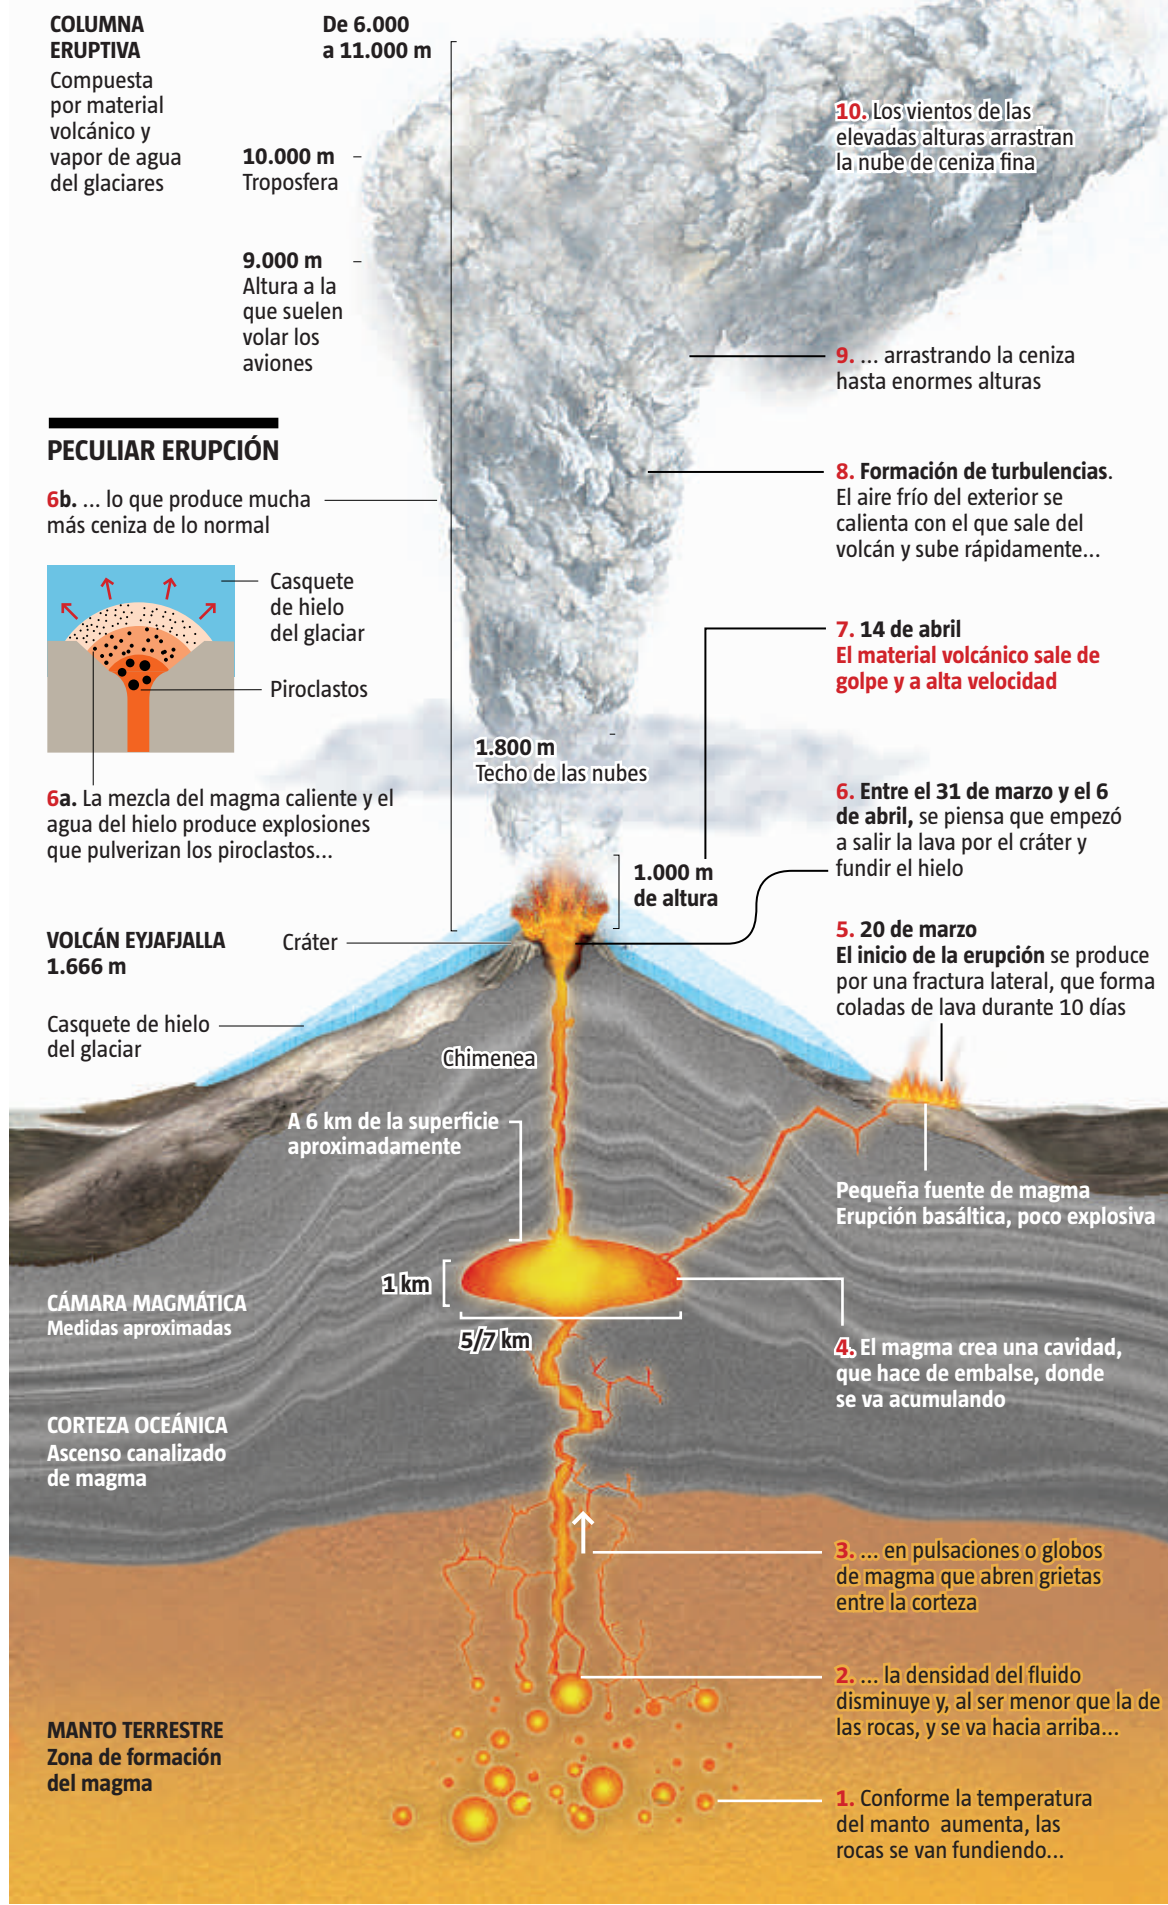 COLUMNA
ERUPTIVA
Compuesta
por material
volcánico y
vapor de agua
del glaciares
De 6.000
a 11.000 m
10.000 m
Troposfera
9.000 m
Altura a la
que suelen
volar los
aviones
10. Los vientos de las
elevadas alturas arrastran
la nube de ceniza fina
9. ... arrastrando la ceniza
hasta enormes alturas
8. Formación de turbulencias.
El aire frío del exterior se
calienta con el que sale del
volcán y sube rápidamente...
PECULIAR ERUPCIÓN
6b. ... lo que produce mucha
más ceniza de lo normal
Casquete
de hielo
del glaciar
Piroclastos
6a. La mezcla del magma caliente y el
agua del hielo produce explosiones
que pulverizan los piroclastos...
7. 14 de abril
El material volcánico sale de
golpe y a alta velocidad
1.800 m
Techo de las nubes
6. Entre el 31 de marzo y el 6
de abril, se piensa que empezó
a salir la lava por el cráter y
fundir el hielo
1.000 m
de altura
VOLCÁN EYJAFJALLA
1.666 m
Cráter
5. 20 de marzo
El inicio de la erupción se produce
por una fractura lateral, que forma
coladas de lava durante 10 días
Casquete de hielo
del glaciar
Chimenea
A 6 km de la superficie
aproximadamente
Pequeña fuente de magma
Erupción basáltica, poco explosiva
1 km
5/7 km
CÁMARA MAGMÁTICA
Medidas aproximadas
4. El magma crea una cavidad,
que hace de embalse, donde
se va acumulando
CORTEZA OCEÁNICA
Ascenso canalizado
de magma
3. ... en pulsaciones o globos
de magma que abren grietas
entre la corteza
2. ... la densidad del fluido
disminuye y, al ser menor que la de
las rocas, y se va hacia arriba...
MANTO TERRESTRE
Zona de formación
del magma
1. Conforme la temperatura
del manto aumenta, las
rocas se van fundiendo...